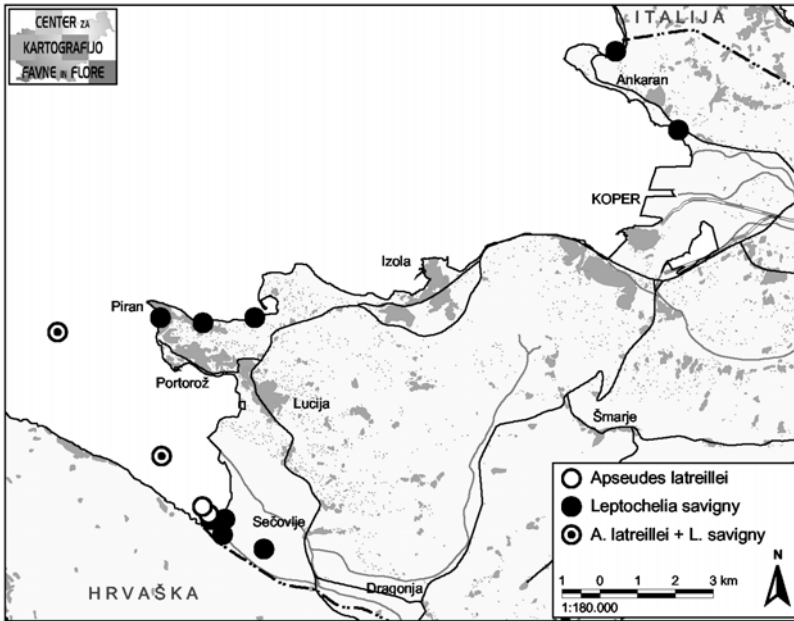 CENTER ZA
KARTOGRAFIJO
FAVNE IN FLORE
ITALIJA
Ankaran
KOPER
Izola
Piran
Portorož
Lucija
Šmarje
Sečovlje
Dragonja
HRVAŠKA
Apseudes latreillei
Leptochelia savigny
A. latreillei + L. savigny
N
1 0 1 2 3 km
1:180.000